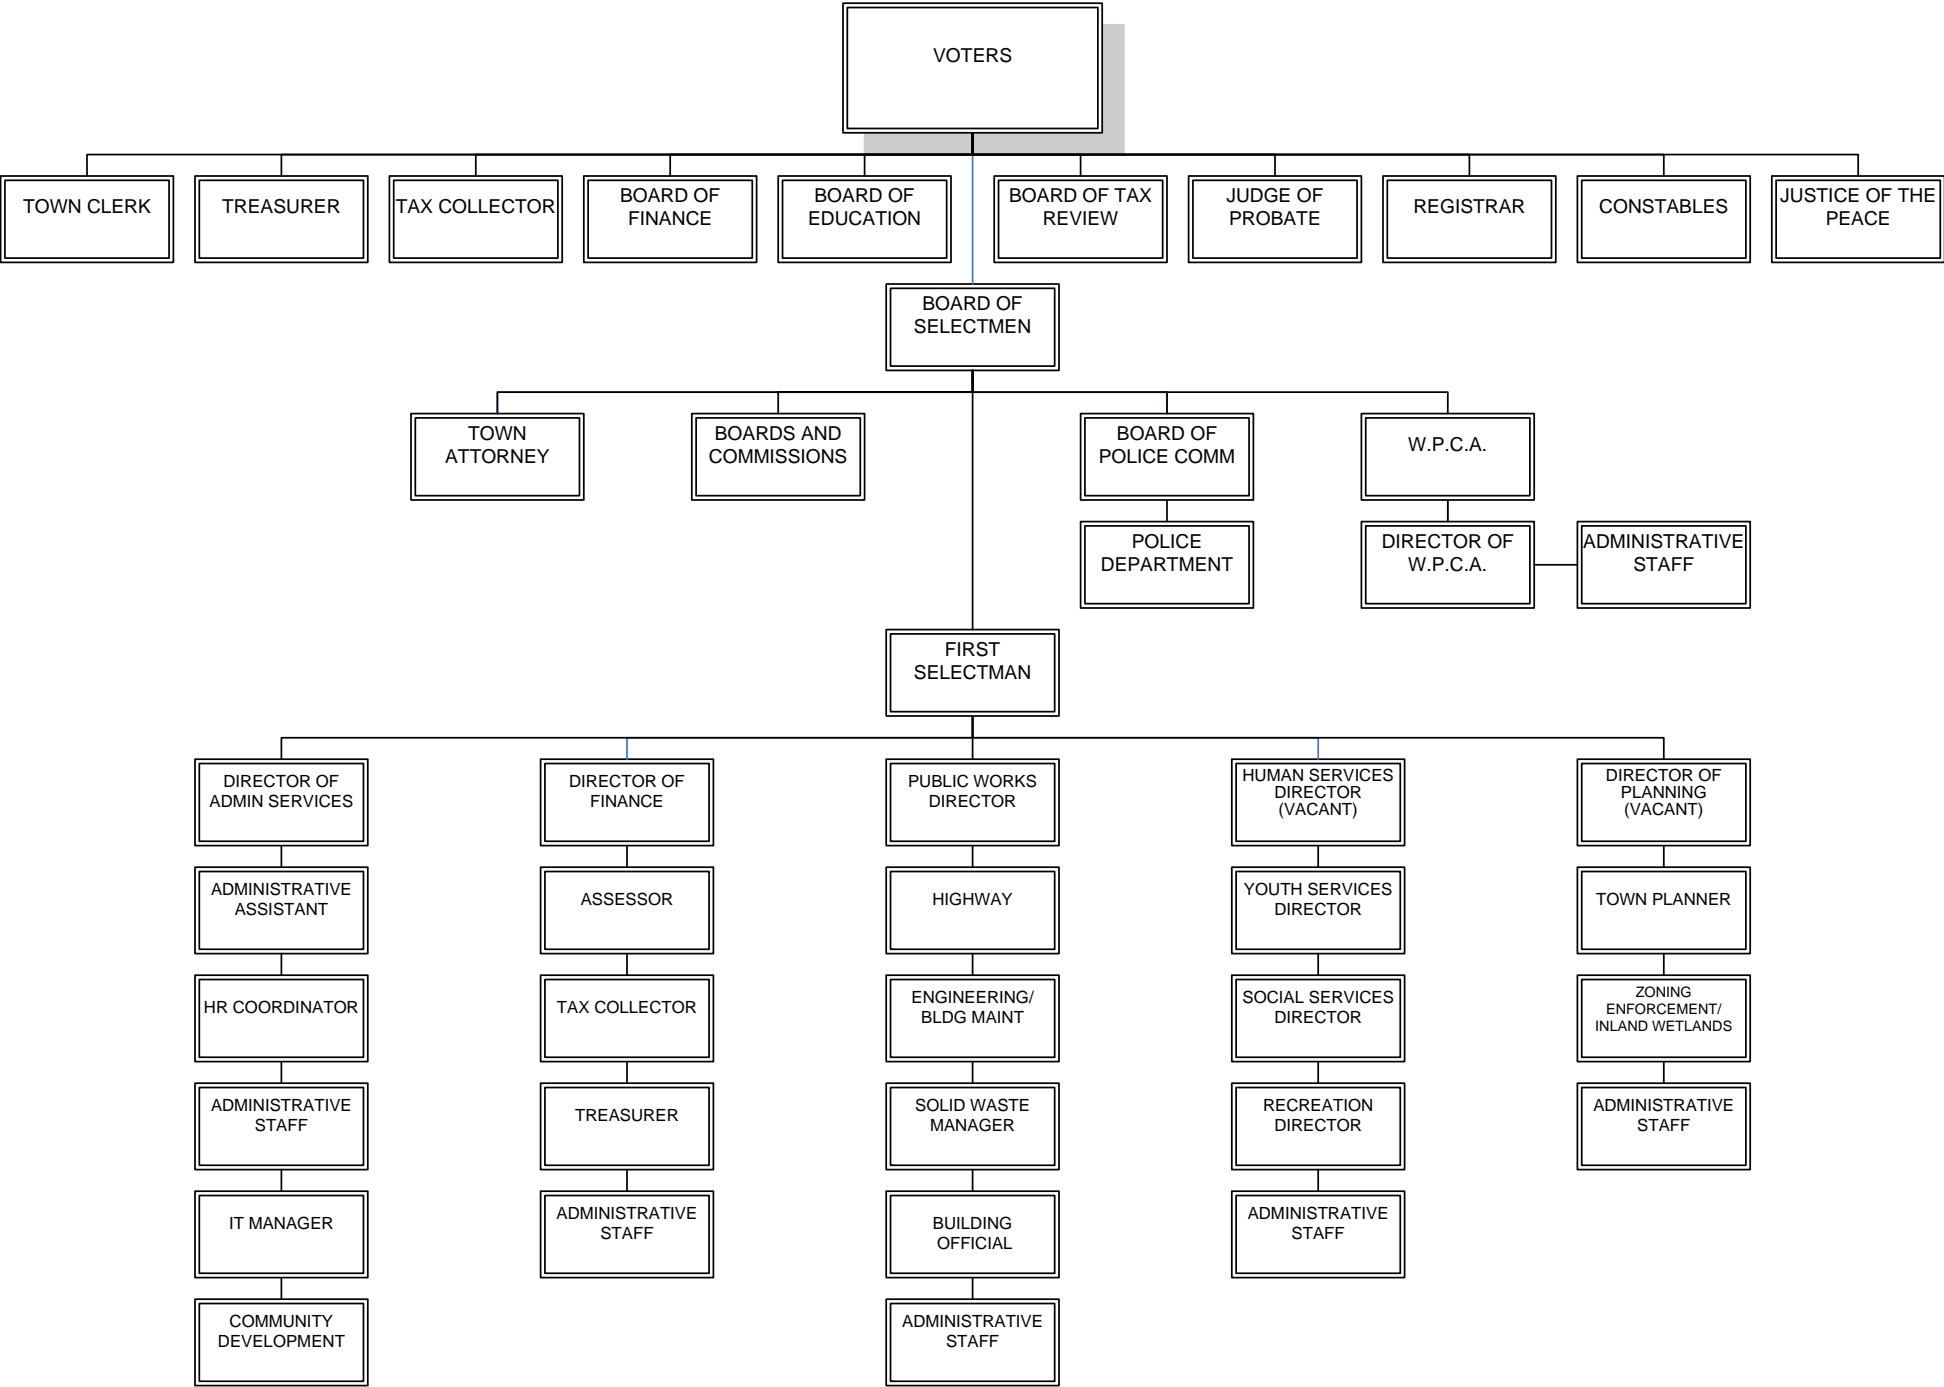 VOTERS
TOWN CLERK
TREASURER
TAX COLLECTOR
BOARD OF
FINANCE
BOARD OF
EDUCATION
BOARD OF TAX
REVIEW
JUDGE OF
PROBATE
REGISTRAR
CONSTABLES
JUSTICE OF THE
PEACE
BOARD OF
SELECTMEN
TOWN
ATTORNEY
BOARDS AND
COMMISSIONS
BOARD OF
POLICE COMM
W.P.C.A.
POLICE
DEPARTMENT
DIRECTOR OF
W.P.C.A.
ADMINISTRATIVE
STAFF
FIRST
SELECTMAN
DIRECTOR OF
ADMIN SERVICES
DIRECTOR OF
FINANCE
PUBLIC WORKS
DIRECTOR
HUMAN SERVICES
DIRECTOR
(VACANT)
DIRECTOR OF
PLANNING
(VACANT)
ADMINISTRATIVE
ASSISTANT
ASSESSOR
HIGHWAY
YOUTH SERVICES
DIRECTOR
TOWN PLANNER
HR COORDINATOR
TAX COLLECTOR
ENGINEERING/
BLDG MAINT
SOCIAL SERVICES
DIRECTOR
ZONING
ENFORCEMENT/
INLAND WETLANDS
ADMINISTRATIVE
STAFF
TREASURER
SOLID WASTE
MANAGER
RECREATION
DIRECTOR
ADMINISTRATIVE
STAFF
IT MANAGER
ADMINISTRATIVE
STAFF
BUILDING
OFFICIAL
ADMINISTRATIVE
STAFF
COMMUNITY
DEVELOPMENT
ADMINISTRATIVE
STAFF